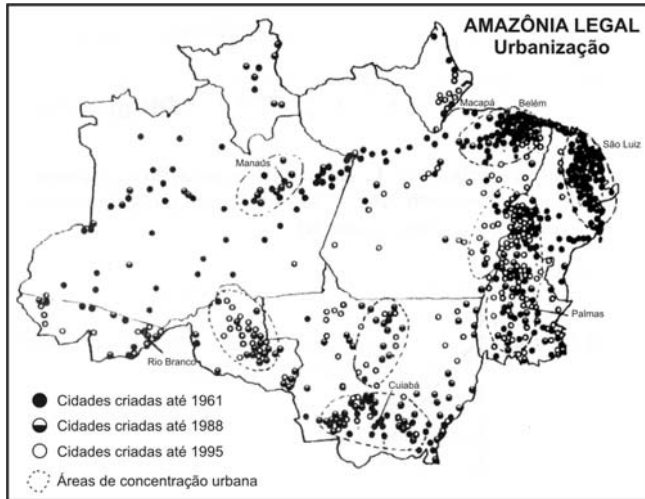 AMAZÔNIA LEGAL
Urbanização
Macapá
Belém
São Luiz
Manaús
Palmas
Rio Branco
Cuiabá
Cidades criadas até 1961
Cidades criadas até 1988
Cidades criadas até 1995
Áreas de concentração urbana